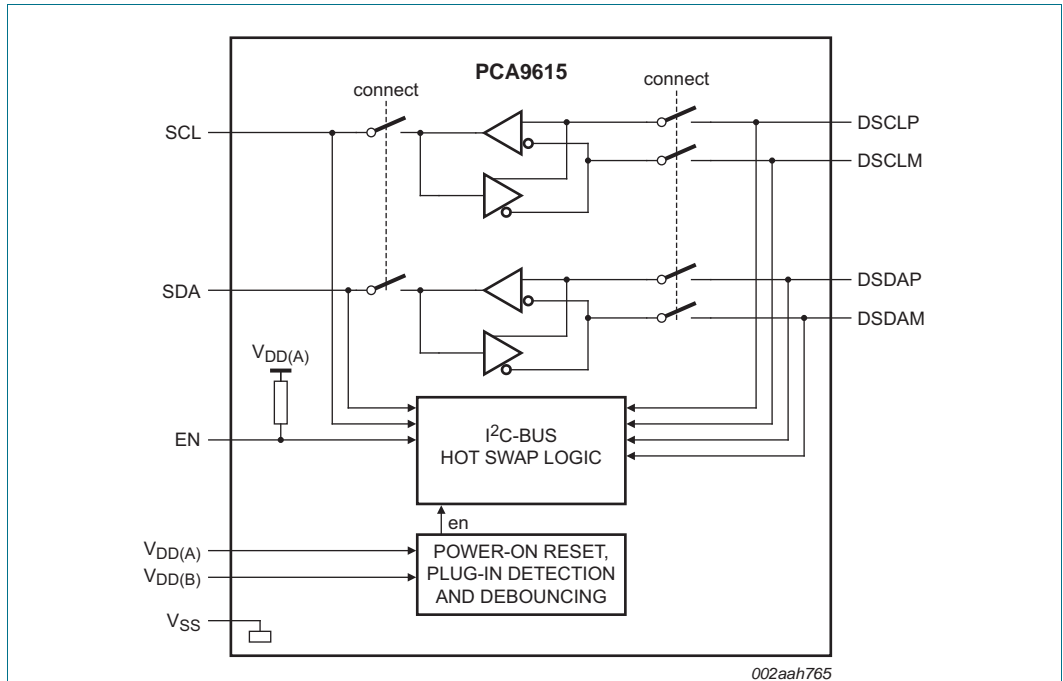 PCA9615
connect
connect
SCL
DSCLP
DSCLM
SDA
DSDAP
DSDAM
VDD(A)
EN
I2C-BUS
HOT SWAP LOGIC
en
VDD(A)
VDD(B)
POWER-ON RESET,
PLUG-IN DETECTION
AND DEBOUNCING
VSS
002aah765